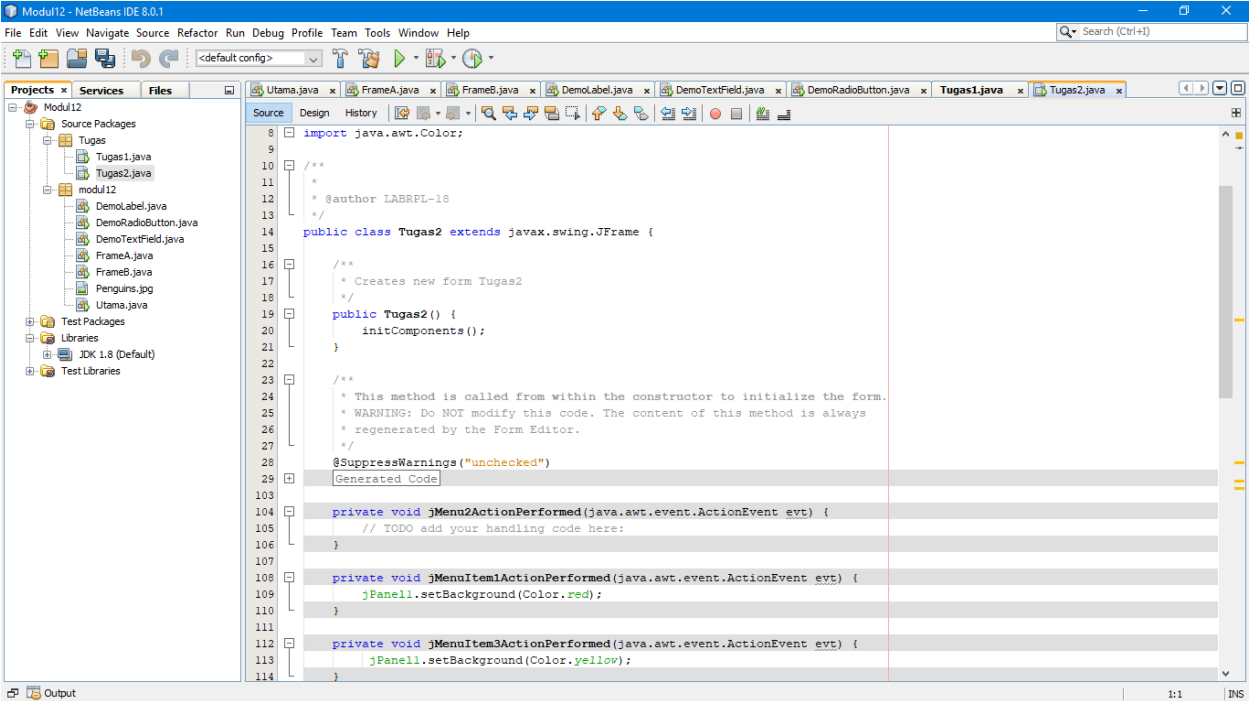 Modul12 - NetBeans IDE 8.0.1
File Edit View Navigate Source Refactor Run Debug Profile Team Tools Window Help
Search (Ctrl+I)
<default config>
Projects × Services Files
Utama.java × FrameA.java × FrameB.java × DemoLabel.java × DemoTextField.java × DemoRadioButton.java × Tugas1.java × Tugas2.java ×
Modul12
Source Packages
Tugas
Tugas1.java
Tugas2.java
modul12
DemoLabel.java
DemoRadioButton.java
DemoTextField.java
FrameA.java
FrameB.java
Penguins.jpg
Utama.java
Test Packages
Libraries
JDK 1.8 (Default)
Test Libraries
Source Design History
8 import java.awt.Color;
9
10 /**
11 *
12 * @author LABRPL-18
13 */
14 public class Tugas2 extends javax.swing.JFrame {
15
16 /**
17 * Creates new form Tugas2
18 */
19 public Tugas2() {
20 initComponents();
21 }
22
23 /**
24 * This method is called from within the constructor to initialize the form.
25 * WARNING: Do NOT modify this code. The content of this method is always
26 * regenerated by the Form Editor.
27 */
28 @SuppressWarnings("unchecked")
29 Generated Code
103
104 private void jMenu2ActionPerformed(java.awt.event.ActionEvent evt) {
105 // TODO add your handling code here:
106 }
107
108 private void jMenuItem1ActionPerformed(java.awt.event.ActionEvent evt) {
109 jPanel1.setBackground(Color.red);
110 }
111
112 private void jMenuItem3ActionPerformed(java.awt.event.ActionEvent evt) {
113 jPanel1.setBackground(Color.yellow);
114 }
Output
1:1 INS